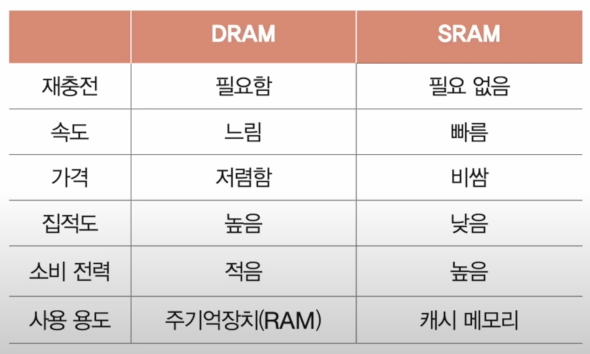 DRAM SRAM
재충전 필요함 필요 없음
속도 느림 빠름
가격 저렴함 비쌈
집적도 높음 낮음
소비 전력 적음 높음
사용 용도 주기억장치(RAM) 캐시 메모리